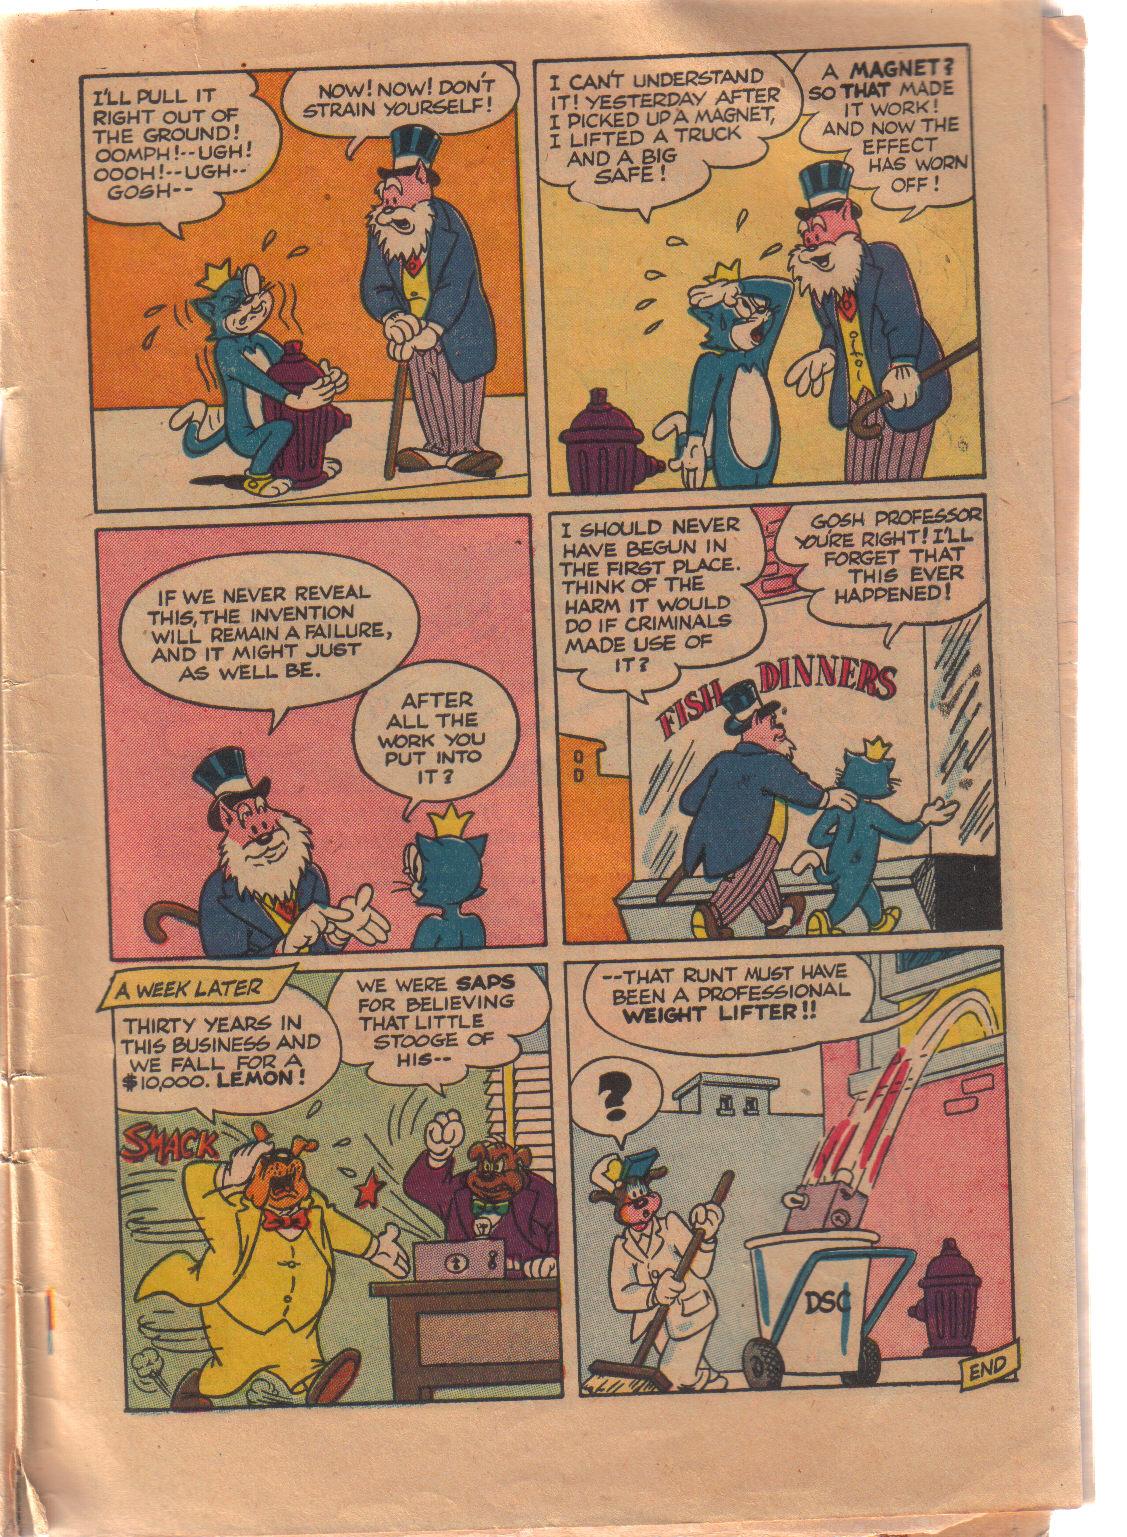 I'LL PULL IT
RIGHT OUT OF
THE GROUND!
OOMPH!--UGH!
OOOH!--UGH--
GOSH--
NOW! NOW! DON'T
STRAIN YOURSELF!
I CAN'T UNDERSTAND
IT! YESTERDAY AFTER
I PICKED UP A MAGNET,
I LIFTED A TRUCK
AND A BIG
SAFE!
A MAGNET?
SO THAT MADE
IT WORK!
AND NOW THE
EFFECT
HAS WORN
OFF!
IF WE NEVER REVEAL
THIS, THE INVENTION
WILL REMAIN A FAILURE,
AND IT MIGHT JUST
AS WELL BE.
AFTER
ALL THE
WORK YOU
PUT INTO
IT?
I SHOULD NEVER
HAVE BEGUN IN
THE FIRST PLACE.
THINK OF THE
HARM IT WOULD
DO IF CRIMINALS
MADE USE OF
IT?
GOSH PROFESSOR
YOU'RE RIGHT! I'LL
FORGET THAT
THIS EVER
HAPPENED!
FISH DINNERS
A WEEK LATER
THIRTY YEARS IN
THIS BUSINESS AND
WE FALL FOR A
$10,000. LEMON!
WE WERE SAPS
FOR BELIEVING
THAT LITTLE
STOOGE OF
HIS--
SMACK
--THAT RUNT MUST HAVE
BEEN A PROFESSIONAL
WEIGHT LIFTER!!
?
DSC
END